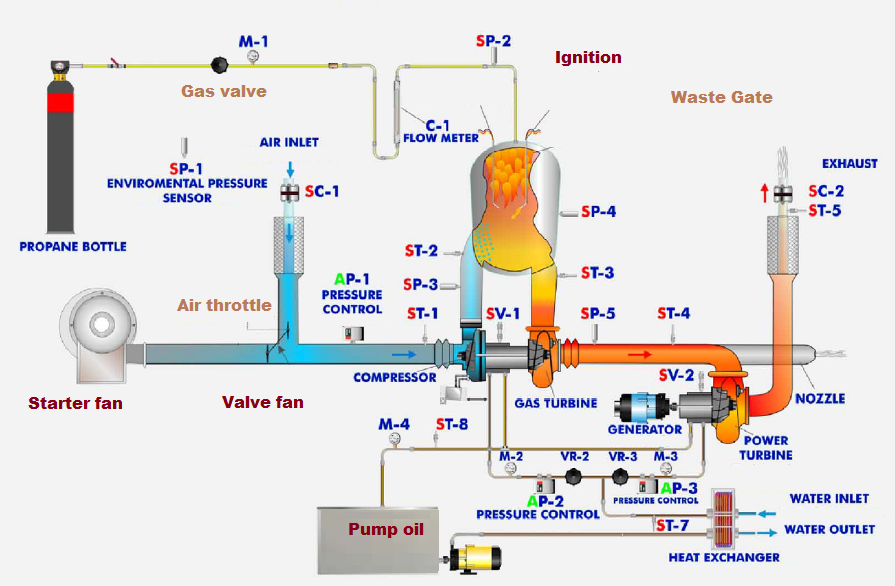 M-1
SP-2
Ignition
Gas valve
Waste Gate
C-1
FLOW METER
AIR INLET
EXHAUST
SP-1
ENVIROMENTAL PRESSURE
SENSOR
SC-1
SC-2
ST-5
SP-4
PROPANE BOTTLE
ST-2
ST-3
AP-1
PRESSURE
CONTROL
SP-3
Air throttle
ST-1
SV-1
SP-5
ST-4
COMPRESSOR
SV-2
Starter fan
Valve fan
GAS TURBINE
NOZZLE
GENERATOR
M-4
ST-8
POWER
TURBINE
M-2
VR-2
VR-3
M-3
AP-2
PRESSURE CONTROL
AP-3
PRESSURE CONTROL
WATER INLET
Pump oil
ST-7
WATER OUTLET
HEAT EXCHANGER